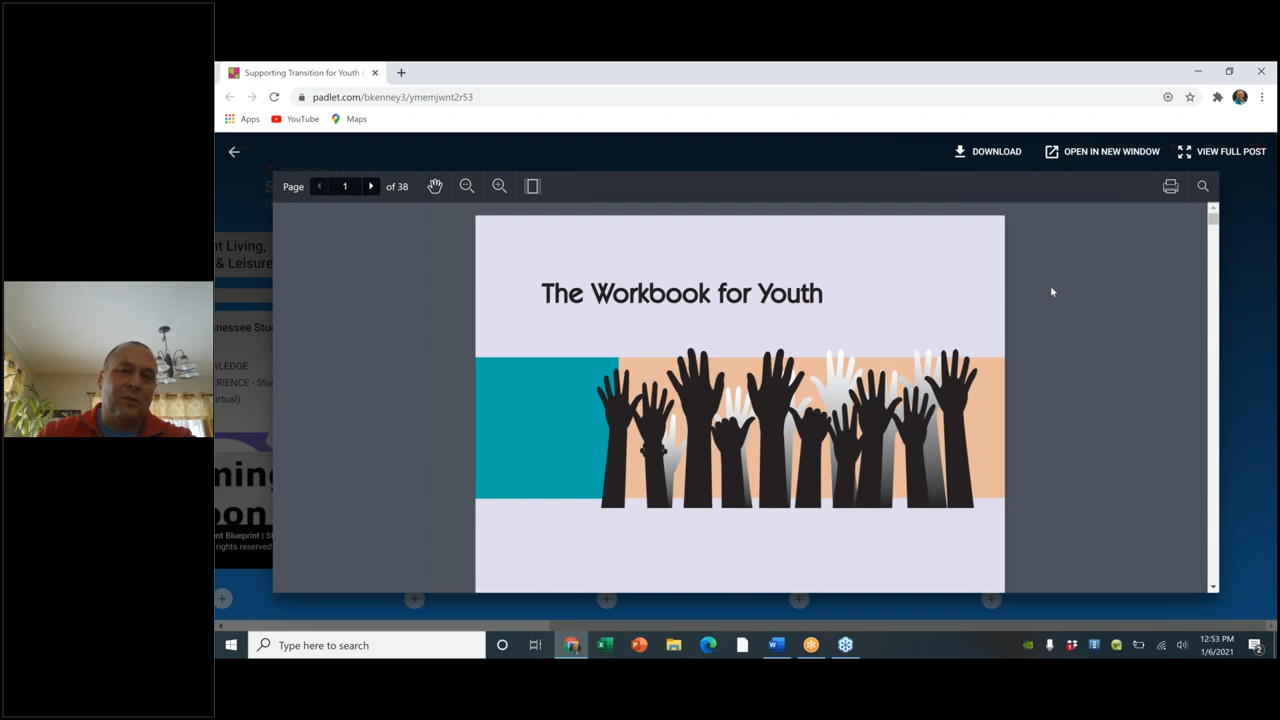 Supporting Transition for Youth
padlet.com/bkenney3/ymemjwnt2r53
Apps
YouTube
Maps
DOWNLOAD
OPEN IN NEW WINDOW
VIEW FULL POST
Page
1
of 38
nt Living,
& Leisure
nnessee Stu
WLEDGE
ERIENCE - Stu
irtual)
ming
oon
nt Blueprint | S
rights reserved
The Workbook for Youth
Type here to search
12:53 PM
1/6/2021
2